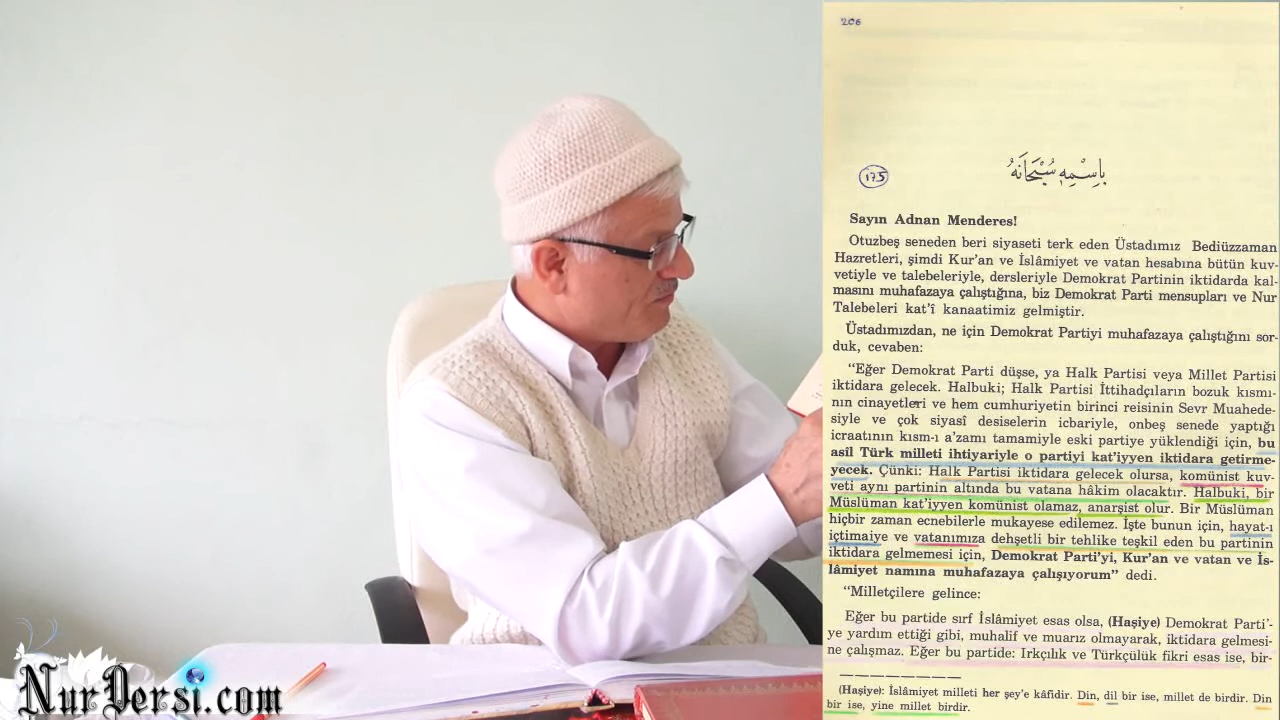 206
175
بِاسْمِهِ سُبْحَانَهُ
Sayın Adnan Menderes!
Otuzbeş seneden beri siyaseti terk eden Üstadımız Bediüzzaman
Hazretleri, şimdi Kur'an ve İslâmiyet ve vatan hesabına bütün kuv-
vetiyle ve talebeleriyle, dersleriyle Demokrat Partinin iktidarda kal-
masını muhafazaya çalıştığına, biz Demokrat Parti mensupları ve Nur
Talebeleri kat'î kanaatimiz gelmiştir.
Üstadımızdan, ne için Demokrat Partiyi muhafazaya çalıştığını sor-
duk, cevaben:
"Eğer Demokrat Parti düşse, ya Halk Partisi veya Millet Partisi
iktidara gelecek. Halbuki; Halk Partisi İttihadçıların bozuk kısmı-
nın cinayetleri ve hem cumhuriyetin birinci reisinin Sevr Muahede-
siyle ve çok siyasî desiselerin icbariyle, onbeş senede yaptığı
icraatının kısm-ı a'zamı tamamiyle eski partiye yüklendiği için, bu
asîl Türk milleti ihtiyariyle o partiyi kat'iyyen iktidara getirme-
yecek. Çünki: Halk Partisi iktidara gelecek olursa, komünist kuv-
veti aynı partinin altında bu vatana hâkim olacaktır. Halbuki, bir
Müslüman kat'iyyen komünist olamaz, anarşist olur. Bir Müslüman
hiçbir zaman ecnebilerle mukayese edilemez. İşte bunun için, hayat-ı
içtimaiye ve vatanımıza dehşetli bir tehlike teşkil eden bu partinin
iktidara gelmemesi için, Demokrat Parti'yi, Kur'an ve vatan ve İs-
lâmiyet namına muhafazaya çalışıyorum" dedi.
"Milletçilere gelince:
Eğer bu partide sırf İslâmiyet esas olsa, (Haşiye) Demokrat Parti'-
ye yardım ettiği gibi, muhalif ve muarız olmayarak, iktidara gelmesi-
ne çalışmaz. Eğer bu partide: Irkçılık ve Türkçülük fikri esas ise, bir-
(Haşiye): İslâmiyet milleti her şey'e kâfidir. Din, dil bir ise, millet de birdir. Din
bir ise, yine millet birdir.
NurDersi.com